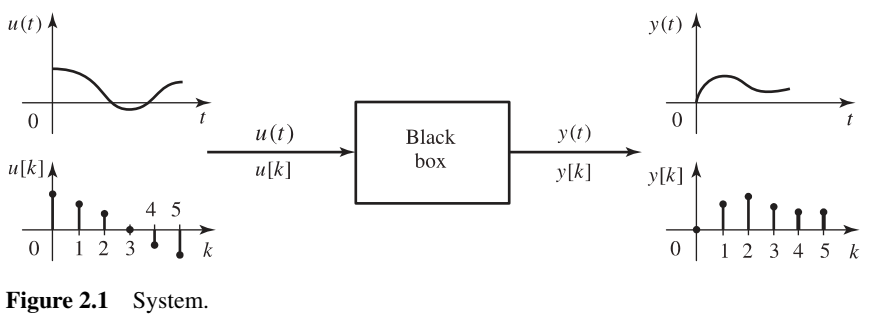 u(t)
0
t
u[k]
4 5
0 1 2 3 k
u(t)
u[k]
Black
box
y(t)
y[k]
y(t)
0
t
y[k]
0 1 2 3 4 5 k
Figure 2.1 System.